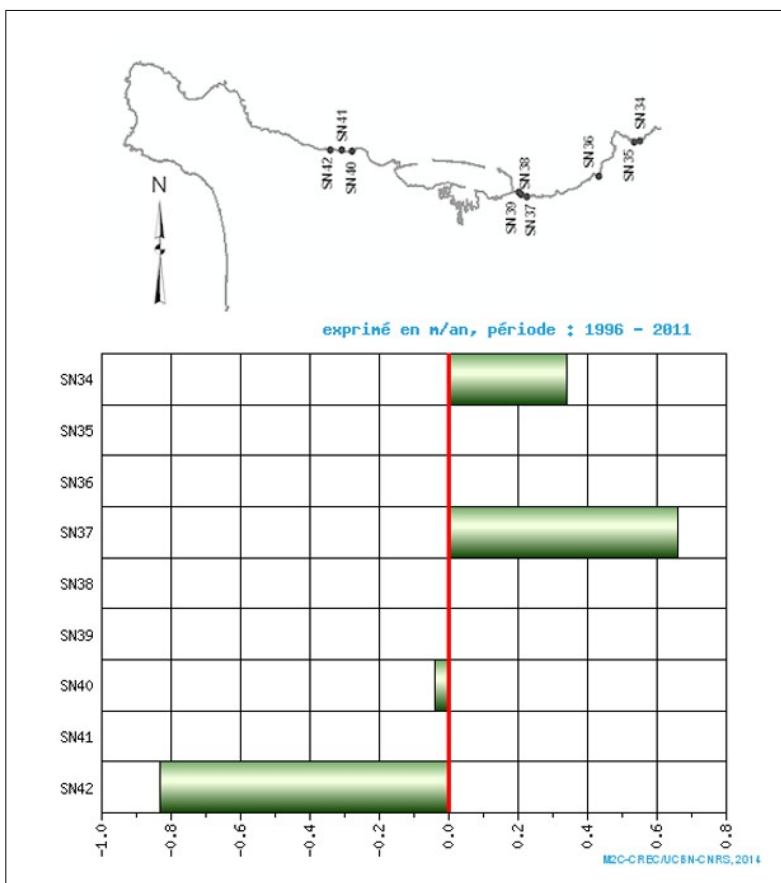 SN34
SN41
SN36
SN38
SN35
SN42
SN40
SN39
SN37
N
exprimé en m/an, période : 1996 - 2011
SN34
SN35
SN36
SN37
SN38
SN39
SN40
SN41
SN42
-1.0 -0.8 -0.6 -0.4 -0.2 0.0 0.2 0.4 0.6 0.8
M2C-CREC/UCBN-CNRS, 2014